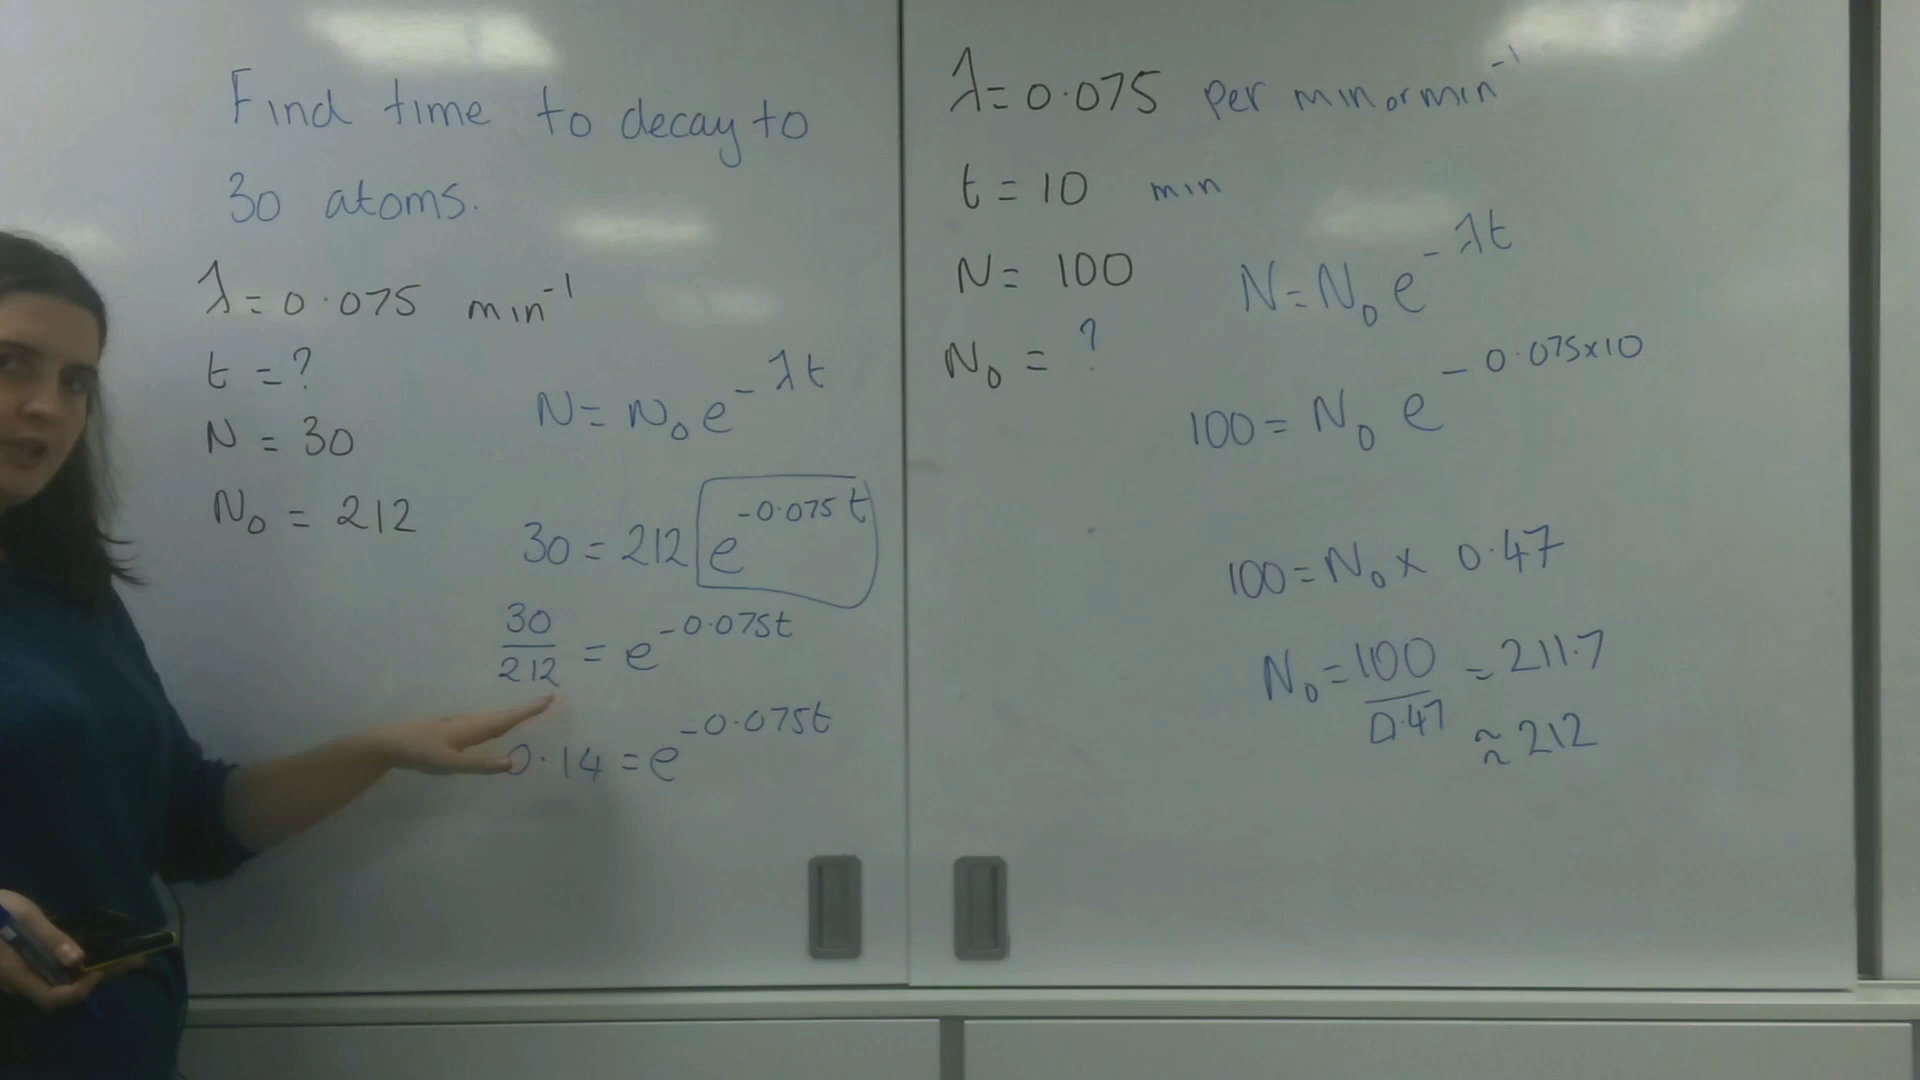 Find time to decay to
30 atoms.
λ = 0.075 min⁻¹
t = ?
N = 30
N₀ = 212
N = N₀ e^-λt
30 = 212 e^-0.075t
30/212 = e^-0.075t
0.14 = e^-0.075t
λ = 0.075 per min or min⁻¹
t = 10 min
N = 100
N₀ = ?
N = N₀ e^-λt
100 = N₀ e^-0.075×10
100 = N₀ × 0.47
N₀ = 100/0.47 = 211.7
≈ 212